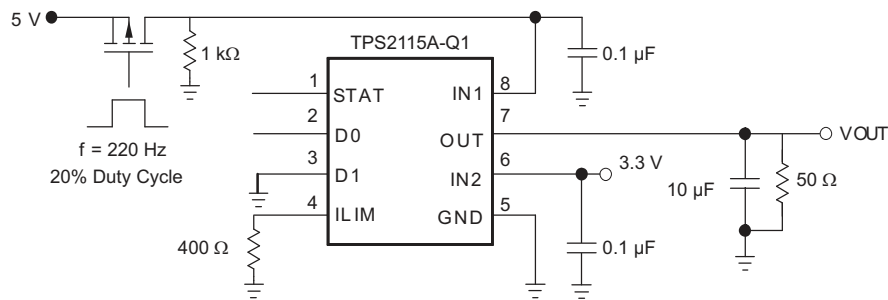 5 V
TPS2115A-Q1
1 kΩ
0.1 µF
1
STAT
IN1
8
2
D0
OUT
7
VOUT
f = 220 Hz
20% Duty Cycle
3
D1
IN2
6
3.3 V
10 µF
50 Ω
4
ILIM
GND
5
400 Ω
0.1 µF